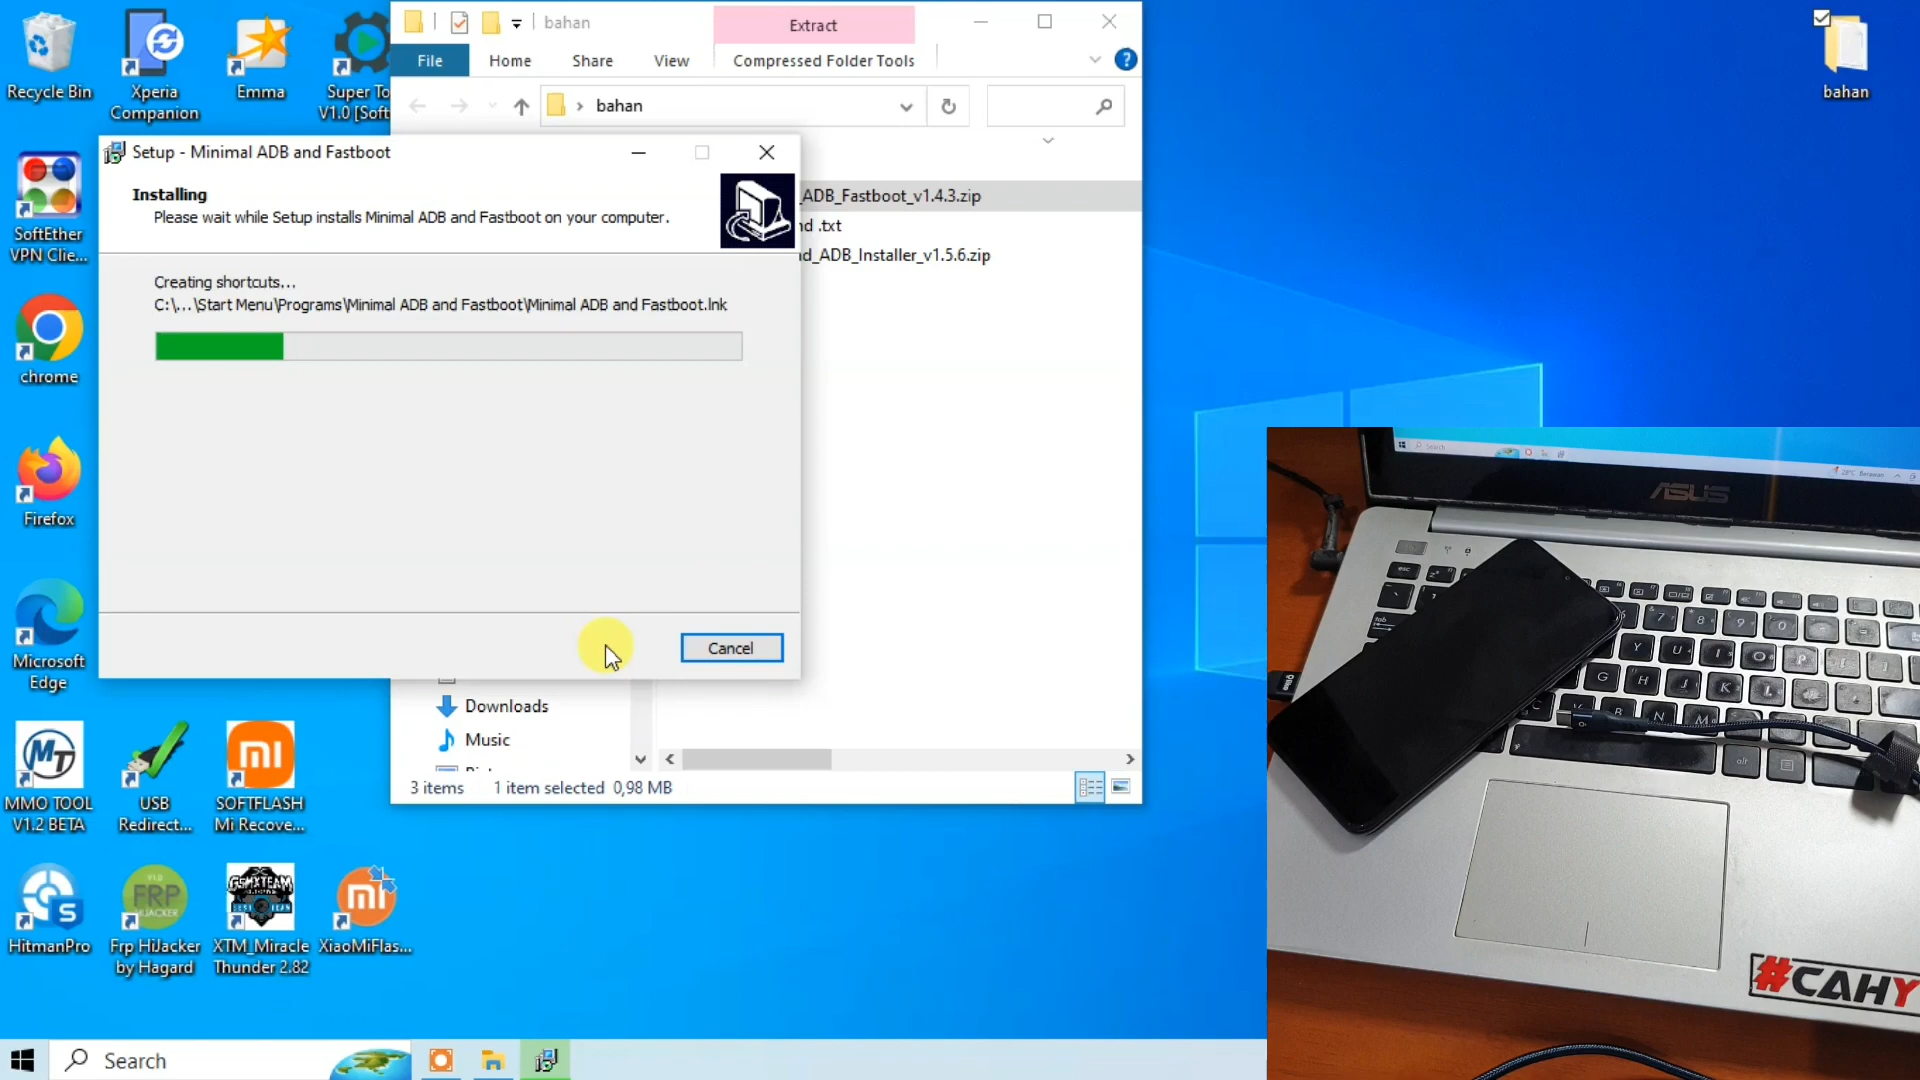 Recycle Bin
Xperia
Companion
Emma
Super To
V1.0 [Soft
bahan
Extract
File
Home
Share
View
Compressed Folder Tools
bahan
bahan
Setup - Minimal ADB and Fastboot
Installing
Please wait while Setup installs Minimal ADB and Fastboot on your computer.
Creating shortcuts...
C:\...\Start Menu\Programs\Minimal ADB and Fastboot\Minimal ADB and Fastboot.lnk
Cancel
_ADB_Fastboot_v1.4.3.zip
nd .txt
nd_ADB_Installer_v1.5.6.zip
Downloads
Music
3 items
1 item selected 0,98 MB
SoftEther
VPN Clie...
chrome
Firefox
Microsoft
Edge
MMO TOOL
V1.2 BETA
USB
Redirect...
SOFTFLASH
Mi Recove...
HitmanPro
Frp HiJacker
by Hagard
XTM_Miracle
Thunder 2.82
XiaoMiFlas...
Search
ASUS
#CAHY